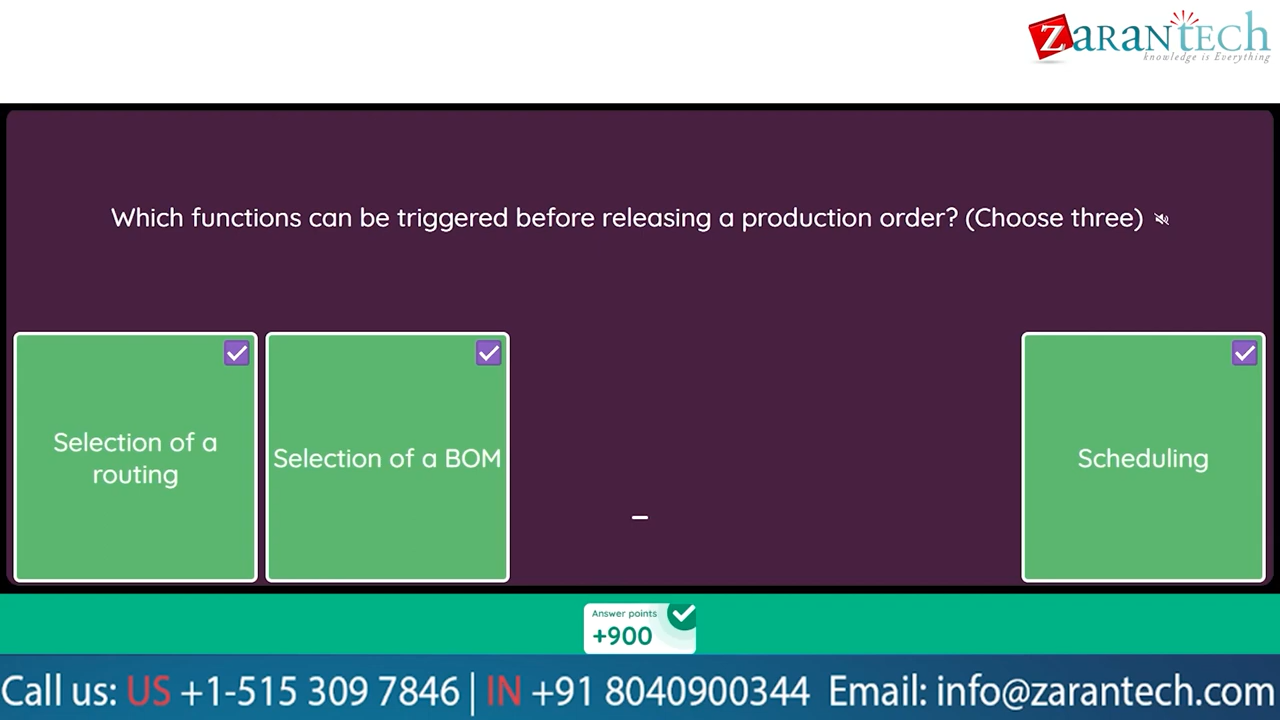 ZARANTECH
knowledge is Everything
Which functions can be triggered before releasing a production order? (Choose three)
Selection of a
routing
Selection of a BOM
Scheduling
Answer points
+900
Call us: US +1-515 309 7846 | IN +91 8040900344 Email: info@zarantech.com